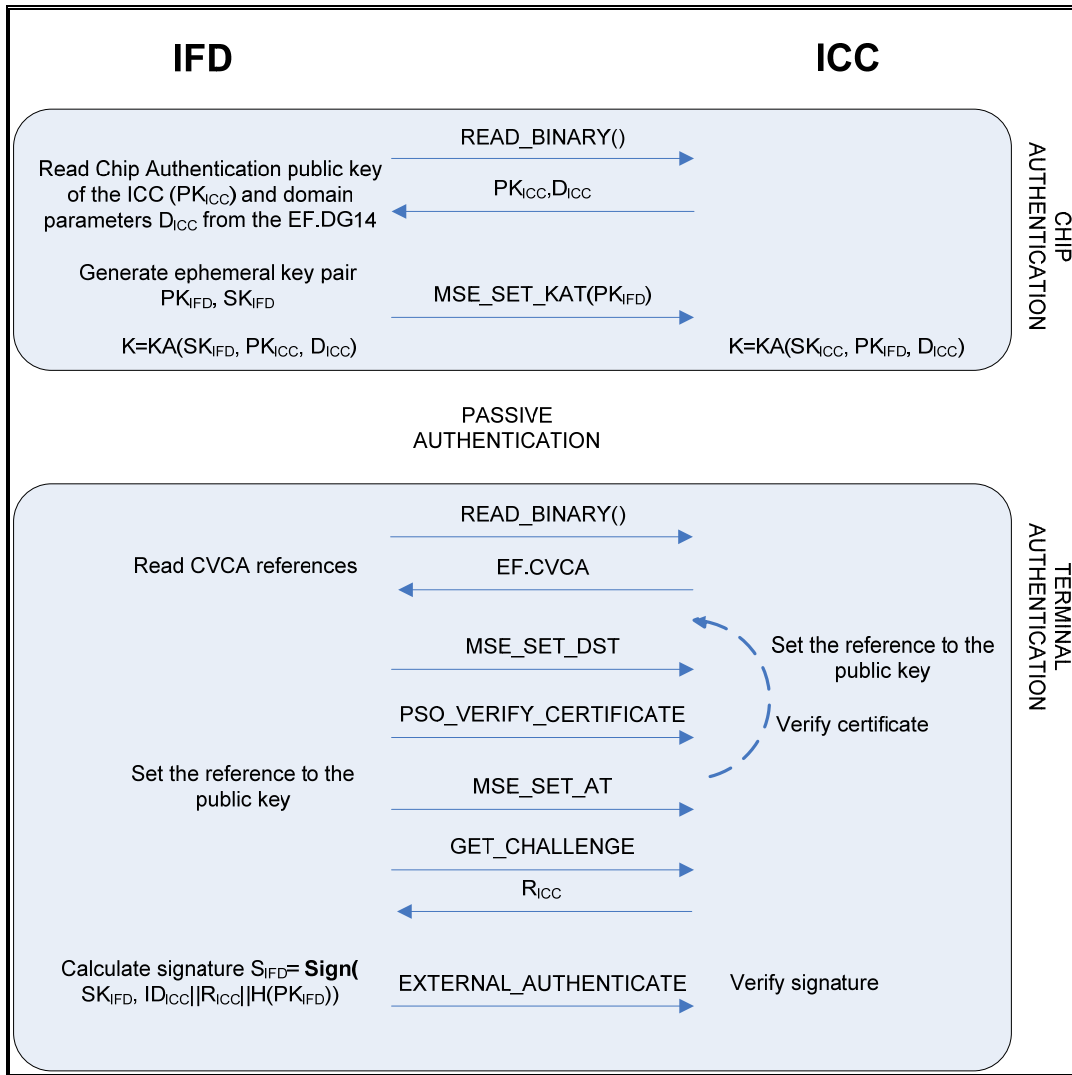 IFD
ICC
READ_BINARY()
Read Chip Authentication public key
of the ICC (PKICC) and domain
parameters DICC from the EF.DG14
PKICC,DICC
Generate ephemeral key pair
PKIFD, SKIFD
MSE_SET_KAT(PKIFD)
K=KA(SKIFD, PKICC, DICC)
K=KA(SKICC, PKIFD, DICC)
CHIP
AUTHENTICATION
PASSIVE
AUTHENTICATION
READ_BINARY()
Read CVCA references
EF.CVCA
MSE_SET_DST
Set the reference to the
public key
PSO_VERIFY_CERTIFICATE
Verify certificate
Set the reference to the
public key
MSE_SET_AT
GET_CHALLENGE
RICC
Calculate signature SIFD= Sign(
SKIFD, IDICC||RICC||H(PKIFD))
EXTERNAL_AUTHENTICATE
Verify signature
TERMINAL
AUTHENTICATION